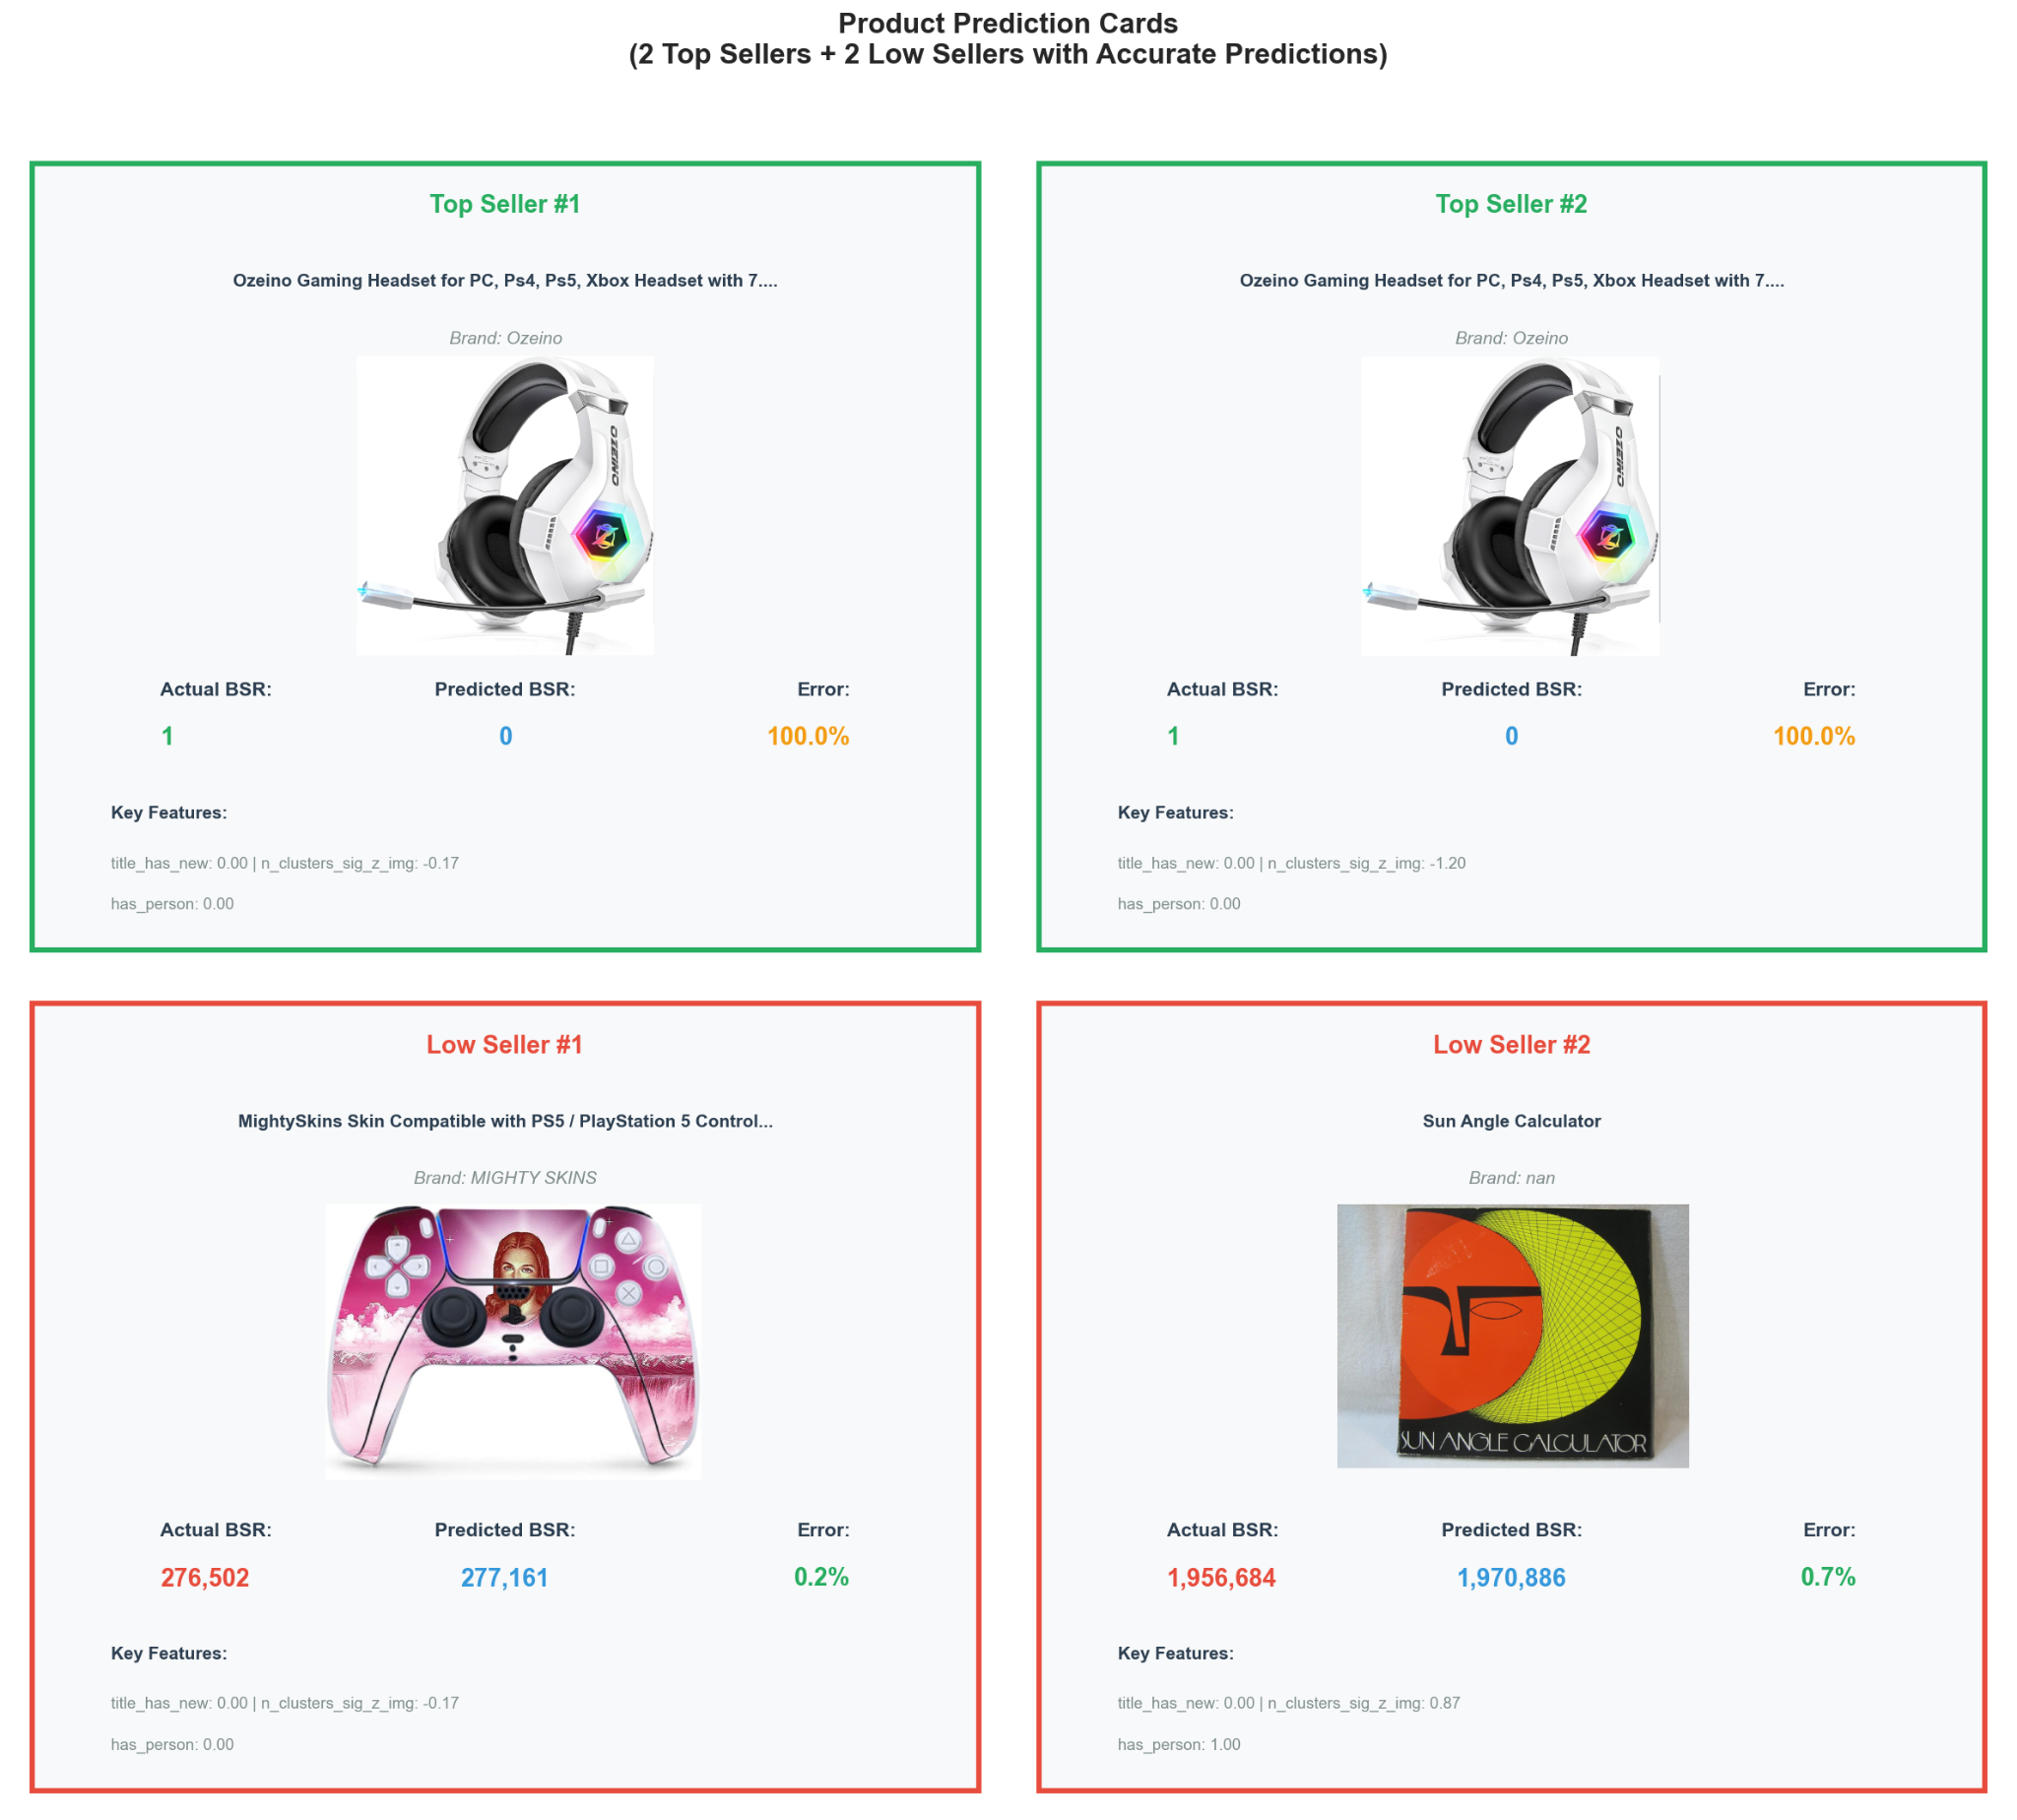 Product Prediction Cards
(2 Top Sellers + 2 Low Sellers with Accurate Predictions)
Top Seller #1
Ozeino Gaming Headset for PC, Ps4, Ps5, Xbox Headset with 7....
Brand: Ozeino
OZEINO
Actual BSR: Predicted BSR: Error:
1 0 100.0%
Key Features:
title_has_new: 0.00 | n_clusters_sig_z_img: -0.17
has_person: 0.00
Top Seller #2
Ozeino Gaming Headset for PC, Ps4, Ps5, Xbox Headset with 7....
Brand: Ozeino
OZEINO
Actual BSR: Predicted BSR: Error:
1 0 100.0%
Key Features:
title_has_new: 0.00 | n_clusters_sig_z_img: -1.20
has_person: 0.00
Low Seller #1
MightySkins Skin Compatible with PS5 / PlayStation 5 Control...
Brand: MIGHTY SKINS
Actual BSR: Predicted BSR: Error:
276,502 277,161 0.2%
Key Features:
title_has_new: 0.00 | n_clusters_sig_z_img: -0.17
has_person: 0.00
Low Seller #2
Sun Angle Calculator
Brand: nan
SUN ANGLE CALCULATOR
Actual BSR: Predicted BSR: Error:
1,956,684 1,970,886 0.7%
Key Features:
title_has_new: 0.00 | n_clusters_sig_z_img: 0.87
has_person: 1.00